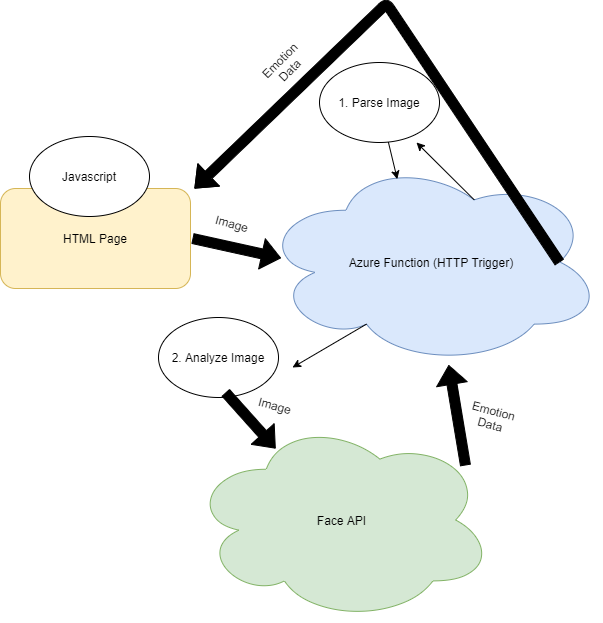 Emotion
Data
1. Parse Image
Javascript
HTML Page
Image
Azure Function (HTTP Trigger)
2. Analyze Image
Image
Emotion
Data
Face API